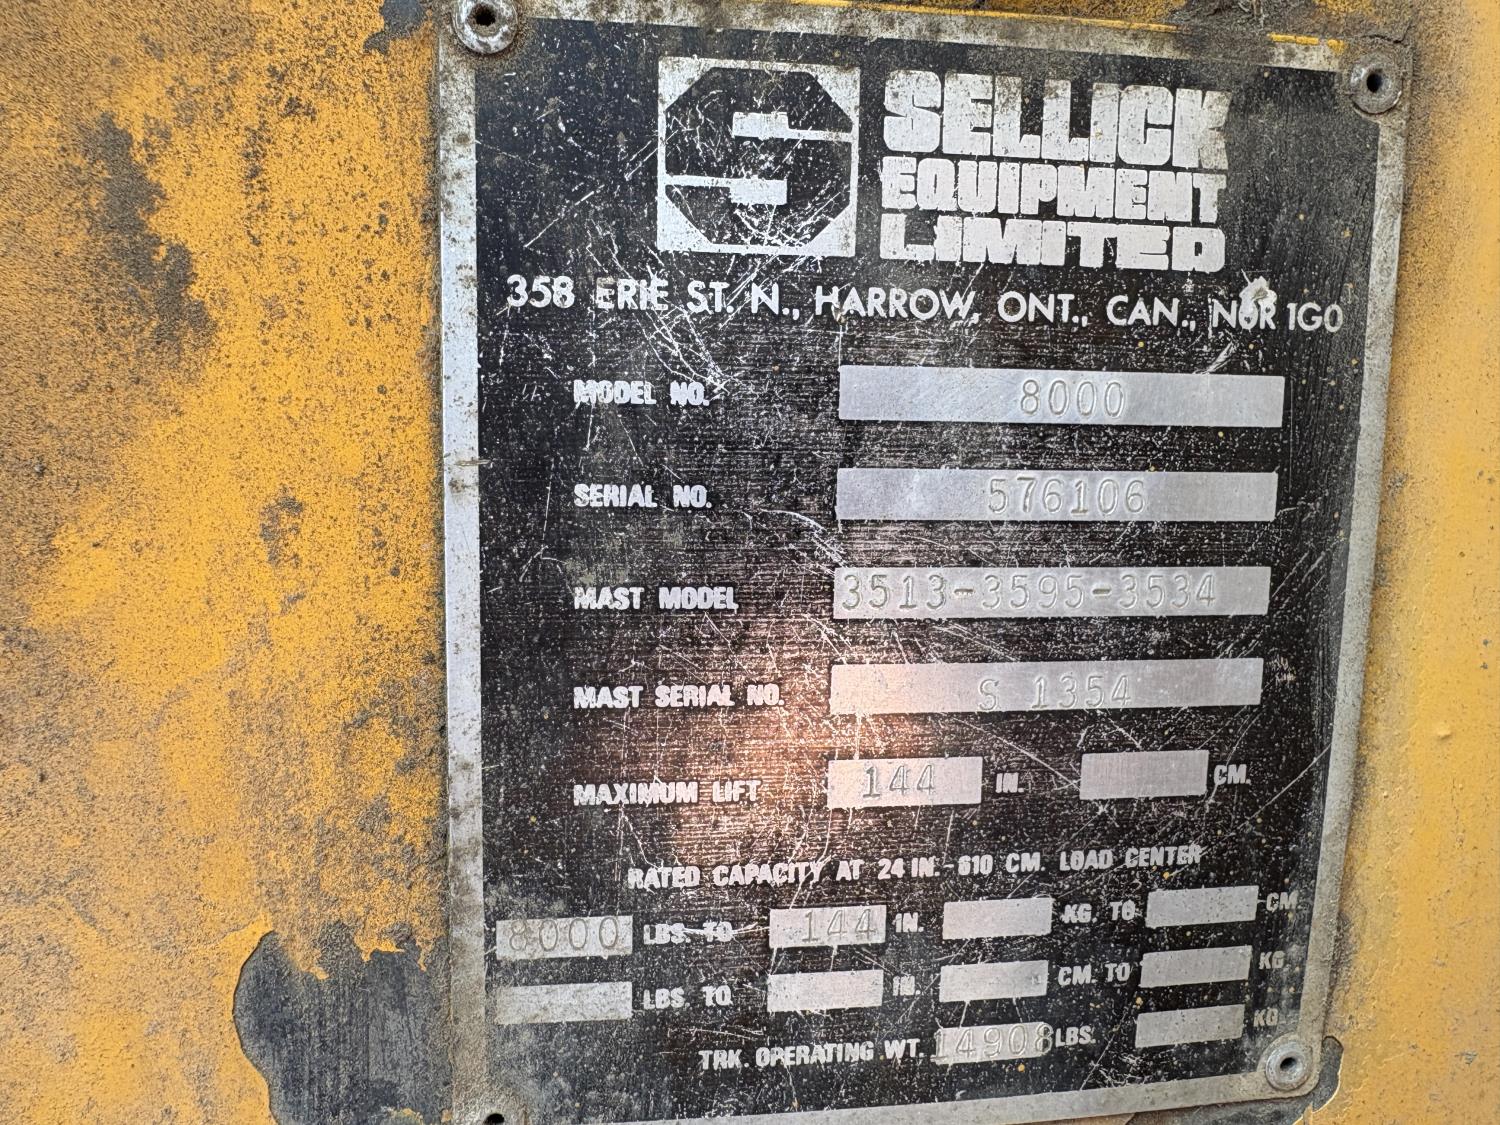 SELLICK
EQUIPMENT
LIMITED
358 ERIE ST. N., HARROW, ONT., CAN., N0R 1G0
MODEL NO. 8000
SERIAL NO. 576106
MAST MODEL 3513-3595-3534
MAST SERIAL NO. S 1354
MAXIMUM LIFT 144 IN. CM.
RATED CAPACITY AT 24 IN. - 610 CM. LOAD CENTER
8000 LBS. TO 144 IN. KG. TO CM.
LBS. TO IN. CM. TO KG.
TRK. OPERATING WT. 14908 LBS. KG